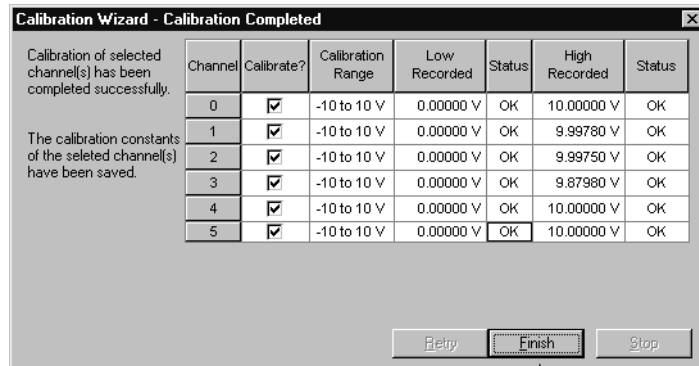 Calibration Wizard - Calibration Completed
Calibration of selected
channel(s) has been
completed successfully.
The calibration constants
of the seleted channel(s)
have been saved.
Channel Calibrate? Calibration Range Low Recorded Status High Recorded Status
0 -10 to 10 V 0.00000 V OK 10.00000 V OK
1 -10 to 10 V 0.00000 V OK 9.99780 V OK
2 -10 to 10 V 0.00000 V OK 9.99750 V OK
3 -10 to 10 V 0.00000 V OK 9.87980 V OK
4 -10 to 10 V 0.00000 V OK 10.00000 V OK
5 -10 to 10 V 0.00000 V OK 10.00000 V OK
Retry Finish Stop